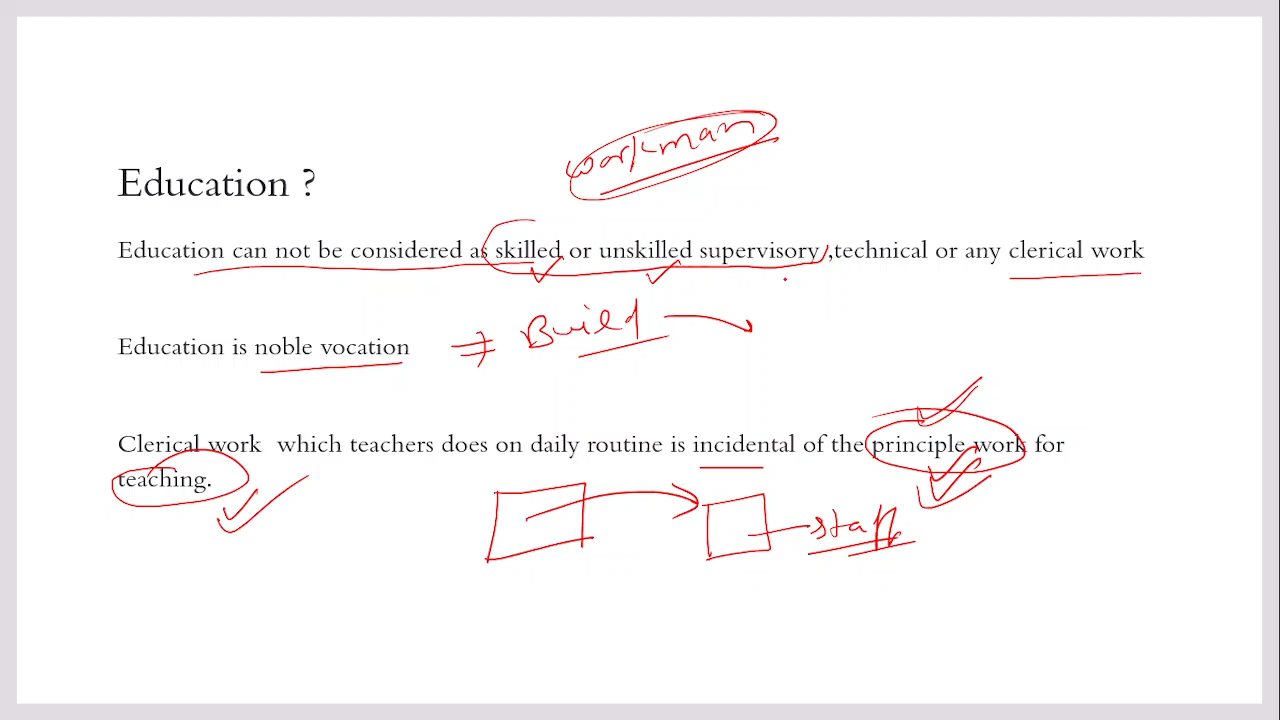 workman
Education ?
Education can not be considered as skilled or unskilled supervisory ,technical or any clerical work
Build
Education is noble vocation
Clerical work which teachers does on daily routine is incidental of the principle work for
teaching.
staff